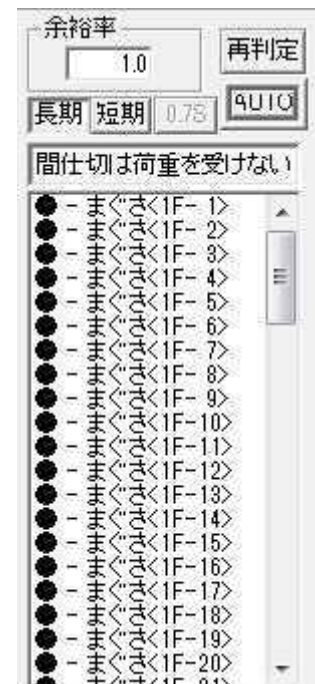 余裕率
1.0
再判定
長期 短期 0.75 AUTO
間仕切は荷重を受けない
●-まぐさ<1F- 1>
●-まぐさ<1F- 2>
●-まぐさ<1F- 3>
●-まぐさ<1F- 4>
●-まぐさ<1F- 5>
●-まぐさ<1F- 6>
●-まぐさ<1F- 7>
●-まぐさ<1F- 8>
●-まぐさ<1F- 9>
●-まぐさ<1F-10>
●-まぐさ<1F-11>
●-まぐさ<1F-12>
●-まぐさ<1F-13>
●-まぐさ<1F-14>
●-まぐさ<1F-15>
●-まぐさ<1F-16>
●-まぐさ<1F-17>
●-まぐさ<1F-18>
●-まぐさ<1F-19>
●-まぐさ<1F-20>